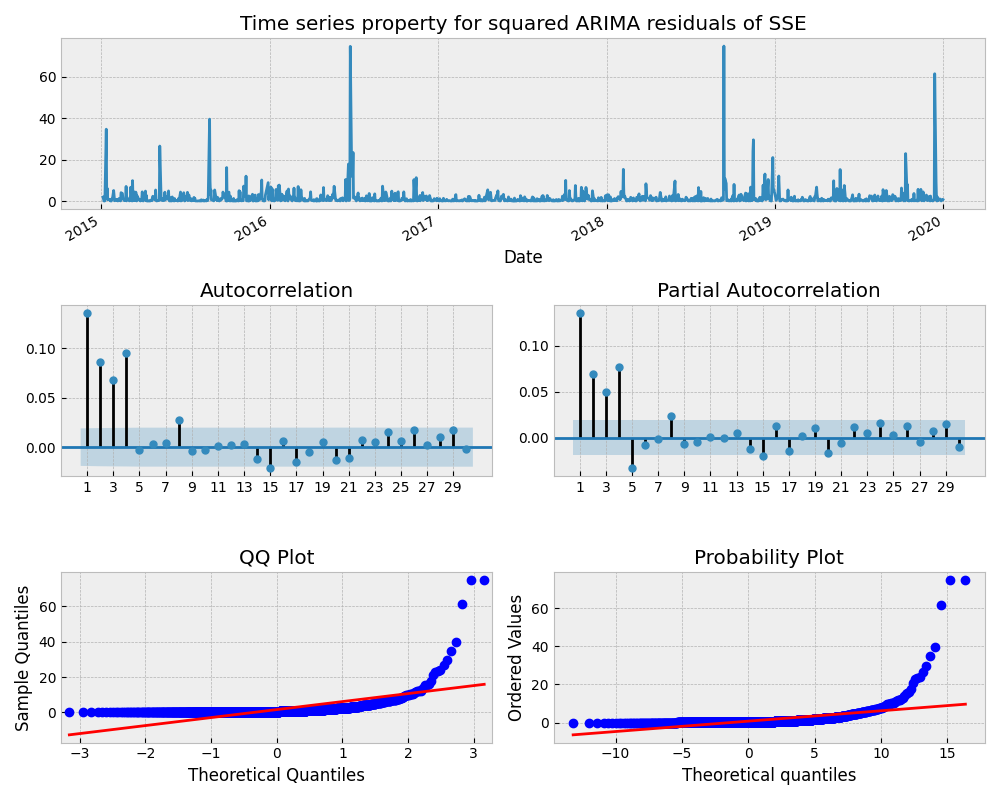 Time series property for squared ARIMA residuals of SSE
60
40
20
0
2015 2016 2017 2018 2019 2020
Date
Autocorrelation
0.10
0.05
0.00
1 3 5 7 9 11 13 15 17 19 21 23 25 27 29
Partial Autocorrelation
0.10
0.05
0.00
1 3 5 7 9 11 13 15 17 19 21 23 25 27 29
QQ Plot
Sample Quantiles
60
40
20
0
−3 −2 −1 0 1 2 3
Theoretical Quantiles
Probability Plot
Ordered Values
60
40
20
0
−10 −5 0 5 10 15
Theoretical quantiles